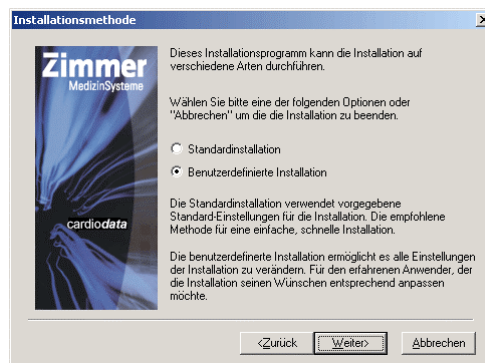 Installationsmethode
Zimmer
MedizinSysteme
cardiodata
Dieses Installationsprogramm kann die Installation auf
verschiedene Arten durchführen.
Wählen Sie bitte eine der folgenden Optionen oder
"Abbrechen" um die die Installation zu beenden.
Standardinstallation
Benutzerdefinierte Installation
Die Standardinstallation verwendet vorgegebene
Standard-Einstellungen für die Installation. Die empfohlene
Methode für eine einfache, schnelle Installation.
Die benutzerdefinierte Installation ermöglicht es alle Einstellungen
der Installation zu verändern. Für den erfahrenen Anwender, der
die Installation seinen Wünschen entsprechend anpassen
möchte.
<Zurück Weiter> Abbrechen